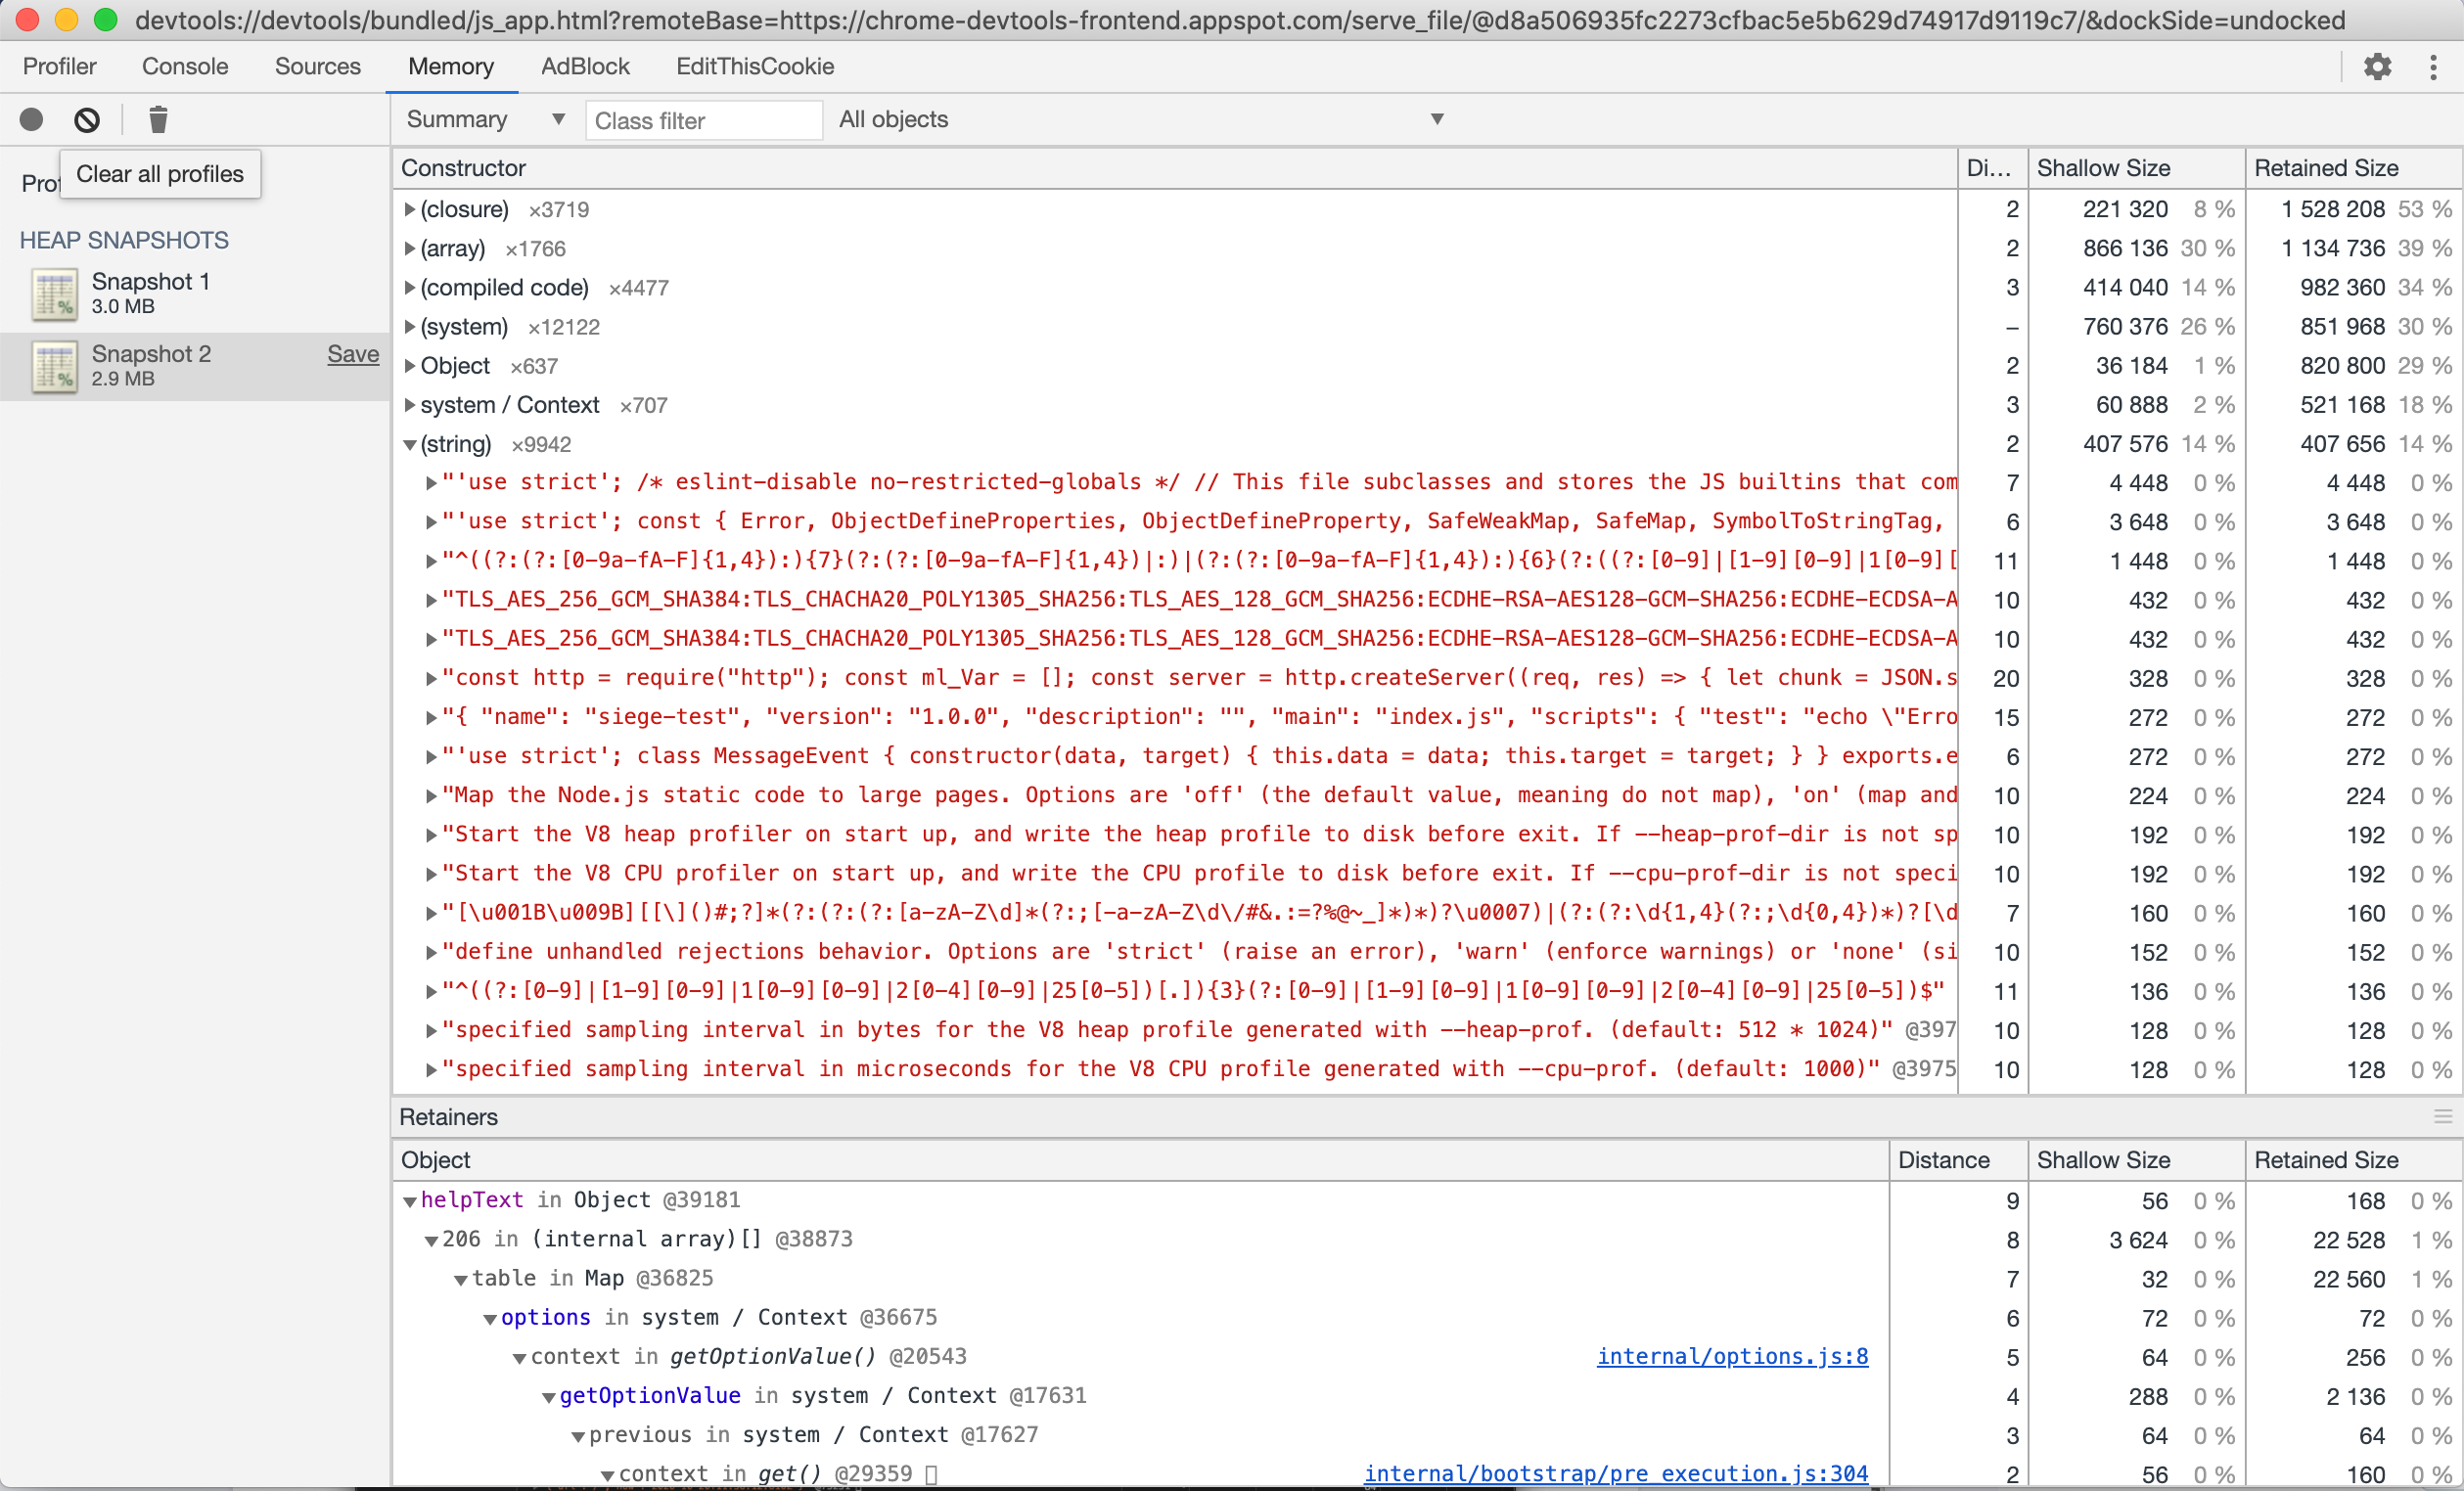 devtools://devtools/bundled/js_app.html?remoteBase=https://chrome-devtools-frontend.appspot.com/serve_file/@d8a506935fc2273cfbac5e5b629d74917d9119c7/&dockSide=undocked
Profiler Console Sources Memory AdBlock EditThisCookie
Summary Class filter All objects
Clear all profiles
HEAP SNAPSHOTS
Snapshot 1
3.0 MB
Snapshot 2 Save
2.9 MB
Constructor Di… Shallow Size Retained Size
(closure) ×3719 2 221 320 8 % 1 528 208 53 %
(array) ×1766 2 866 136 30 % 1 134 736 39 %
(compiled code) ×4477 3 414 040 14 % 982 360 34 %
(system) ×12122 – 760 376 26 % 851 968 30 %
Object ×637 2 36 184 1 % 820 800 29 %
system / Context ×707 3 60 888 2 % 521 168 18 %
(string) ×9942 2 407 576 14 % 407 656 14 %
"'use strict'; /* eslint-disable no-restricted-globals */ // This file subclasses and stores the JS builtins that com 7 4 448 0 % 4 448 0 %
"'use strict'; const { Error, ObjectDefineProperties, ObjectDefineProperty, SafeWeakMap, SafeMap, SymbolToStringTag, 6 3 648 0 % 3 648 0 %
"^((?:(?:[0-9a-fA-F]{1,4}):){7}(?:(?:[0-9a-fA-F]{1,4})|:)|(?:(?:[0-9a-fA-F]{1,4}):){6}(?:((?:[0-9]|[1-9][0-9]|1[0-9][ 11 1 448 0 % 1 448 0 %
"TLS_AES_256_GCM_SHA384:TLS_CHACHA20_POLY1305_SHA256:TLS_AES_128_GCM_SHA256:ECDHE-RSA-AES128-GCM-SHA256:ECDHE-ECDSA-A 10 432 0 % 432 0 %
"TLS_AES_256_GCM_SHA384:TLS_CHACHA20_POLY1305_SHA256:TLS_AES_128_GCM_SHA256:ECDHE-RSA-AES128-GCM-SHA256:ECDHE-ECDSA-A 10 432 0 % 432 0 %
"const http = require("http"); const ml_Var = []; const server = http.createServer((req, res) => { let chunk = JSON.s 20 328 0 % 328 0 %
"{ "name": "siege-test", "version": "1.0.0", "description": "", "main": "index.js", "scripts": { "test": "echo \"Erro 15 272 0 % 272 0 %
"'use strict'; class MessageEvent { constructor(data, target) { this.data = data; this.target = target; } } exports.e 6 272 0 % 272 0 %
"Map the Node.js static code to large pages. Options are 'off' (the default value, meaning do not map), 'on' (map and 10 224 0 % 224 0 %
"Start the V8 heap profiler on start up, and write the heap profile to disk before exit. If --heap-prof-dir is not sp 10 192 0 % 192 0 %
"Start the V8 CPU profiler on start up, and write the CPU profile to disk before exit. If --cpu-prof-dir is not speci 10 192 0 % 192 0 %
"[\u001B\u009B][[\]()#;?]*(?:(?:(?:[a-zA-Z\d]*(?:;[-a-zA-Z\d\/#&.:=?%@~_]*)*)?\u0007)|(?:(?:\d{1,4}(?:;\d{0,4})*)?[\d 7 160 0 % 160 0 %
"define unhandled rejections behavior. Options are 'strict' (raise an error), 'warn' (enforce warnings) or 'none' (si 10 152 0 % 152 0 %
"^((?:[0-9]|[1-9][0-9]|1[0-9][0-9]|2[0-4][0-9]|25[0-5])[.]){3}(?:[0-9]|[1-9][0-9]|1[0-9][0-9]|2[0-4][0-9]|25[0-5])$" 11 136 0 % 136 0 %
"specified sampling interval in bytes for the V8 heap profile generated with --heap-prof. (default: 512 * 1024)" @397 10 128 0 % 128 0 %
"specified sampling interval in microseconds for the V8 CPU profile generated with --cpu-prof. (default: 1000)" @3975 10 128 0 % 128 0 %
Retainers
Object Distance Shallow Size Retained Size
helpText in Object @39181 9 56 0 % 168 0 %
206 in (internal array)[] @38873 8 3 624 0 % 22 528 1 %
table in Map @36825 7 32 0 % 22 560 1 %
options in system / Context @36675 6 72 0 % 72 0 %
context in getOptionValue() @20543 internal/options.js:8 5 64 0 % 256 0 %
getOptionValue in system / Context @17631 4 288 0 % 2 136 0 %
previous in system / Context @17627 3 64 0 % 64 0 %
context in get() @29359 internal/bootstrap/pre_execution.js:304 2 56 0 % 160 0 %